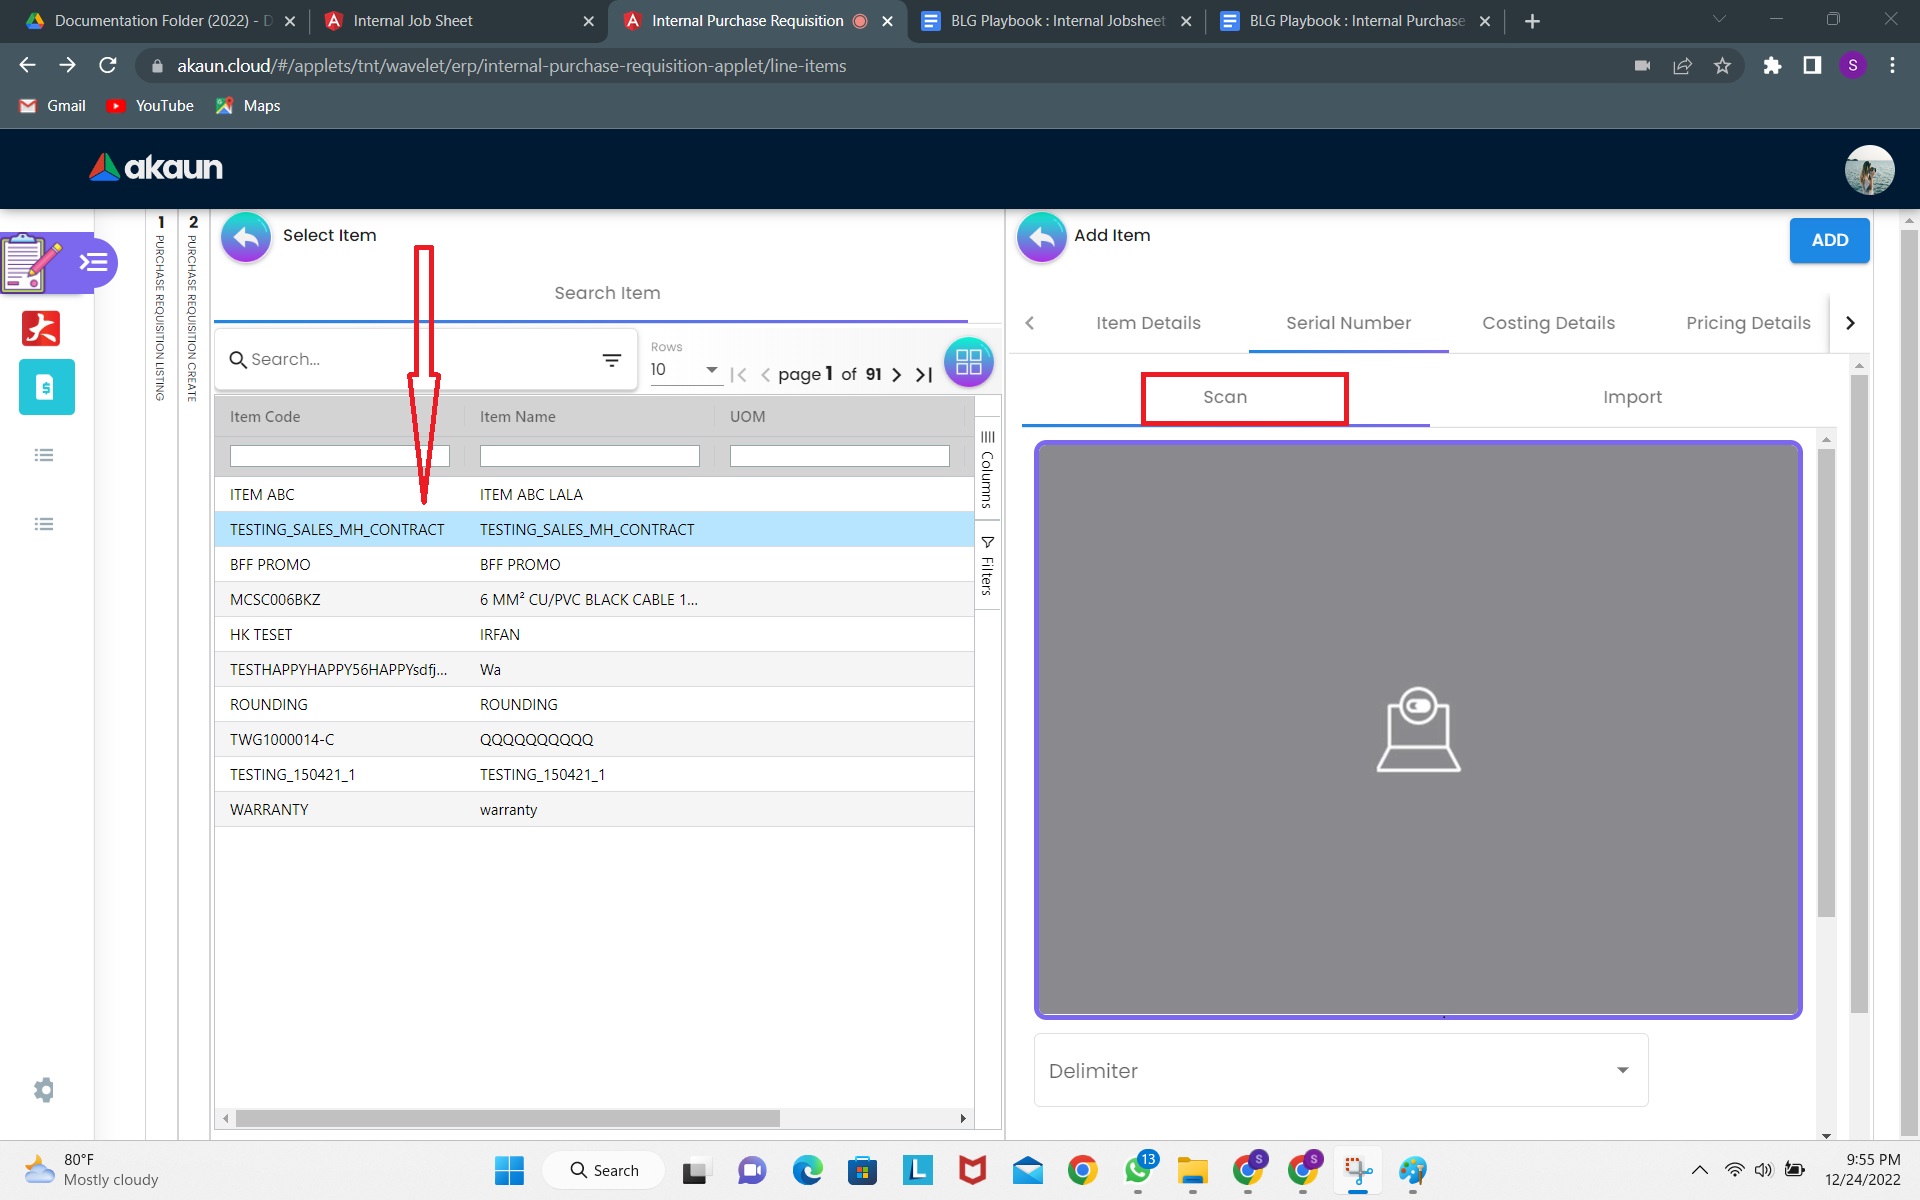 Documentation Folder (2022) - D
Internal Job Sheet
Internal Purchase Requisition
BLG Playbook : Internal Jobsheet
BLG Playbook : Internal Purchase
akaun.cloud/#/applets/tnt/wavelet/erp/internal-purchase-requisition-applet/line-items
S
Gmail
YouTube
Maps
akaun
1 PURCHASE REQUISITION LISTING
2 PURCHASE REQUISITION CREATE
Select Item
Search Item
Search...
Rows
10
page 1 of 91
Item Code Item Name UOM
ITEM ABC ITEM ABC LALA
TESTING_SALES_MH_CONTRACT TESTING_SALES_MH_CONTRACT
BFF PROMO BFF PROMO
MCSC006BKZ 6 MM² CU/PVC BLACK CABLE 1...
HK TESET IRFAN
TESTHAPPYHAPPY56HAPPYsdfj... Wa
ROUNDING ROUNDING
TWG1000014-C QQQQQQQQQQ
TESTING_150421_1 TESTING_150421_1
WARRANTY warranty
Columns
Filters
Add Item
ADD
Item Details Serial Number Costing Details Pricing Details
Scan Import
Delimiter
80°F
Mostly cloudy
Search
L
13
S
S
9:55 PM
12/24/2022